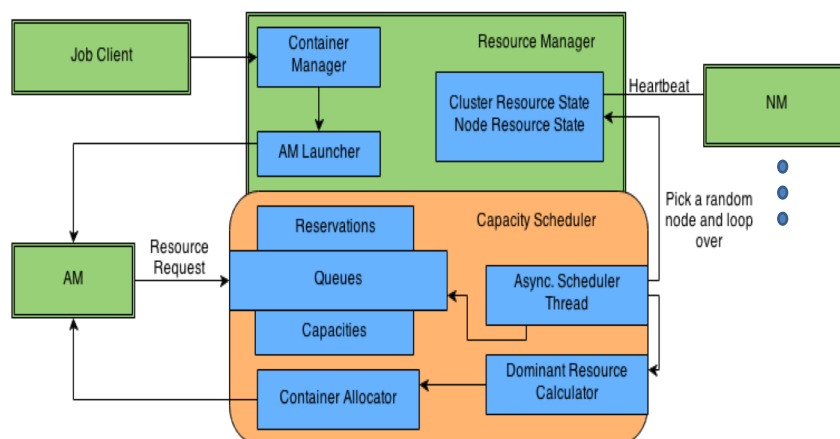 Job Client
Container
Manager
Resource Manager
Cluster Resource State
Node Resource State
Heartbeat
NM
AM Launcher
Pick a random
node and loop
over
Reservations
Capacity Scheduler
Resource
Request
AM
Queues
Async. Scheduler
Thread
Capacities
Dominant Resource
Calculator
Container Allocator